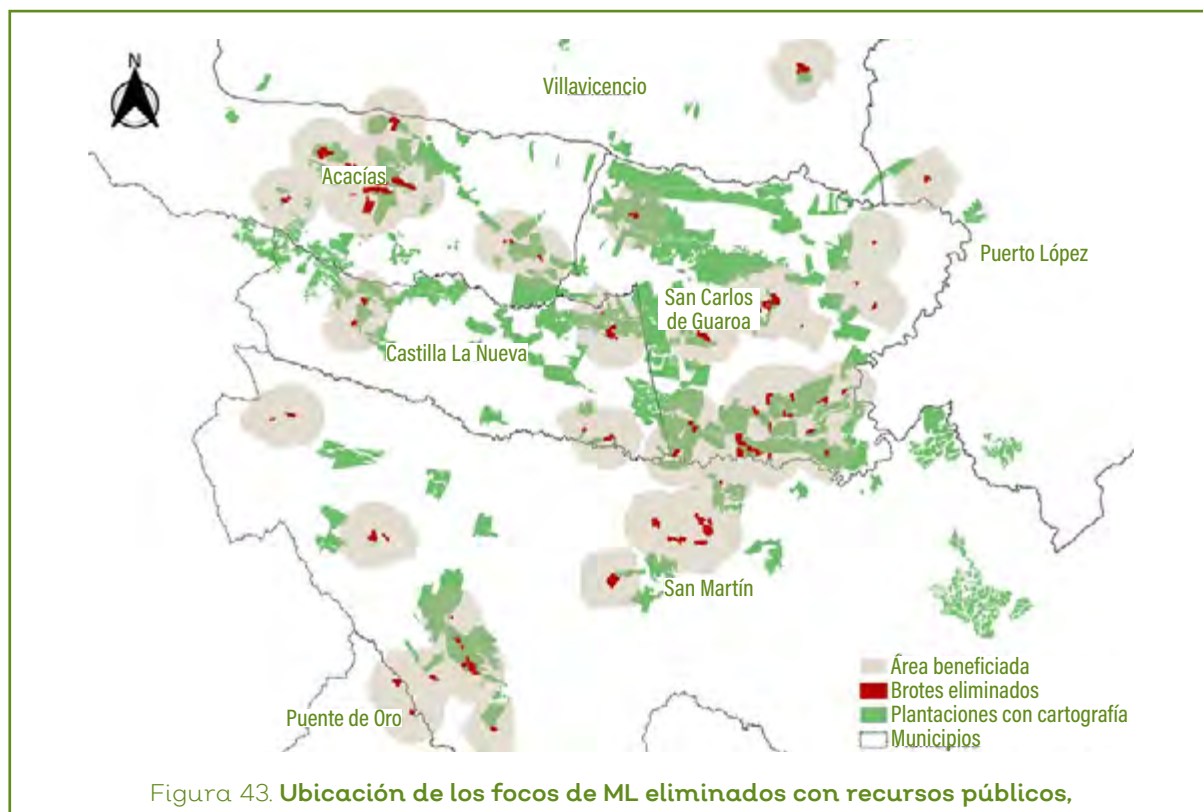 N
Villavicencio
Acacías
Puerto López
San Carlos
de Guaroa
Castilla La Nueva
San Martín
Puente de Oro
Área beneficiada
Brotes eliminados
Plantaciones con cartografía
Municipios
Figura 43. Ubicación de los focos de ML eliminados con recursos públicos,